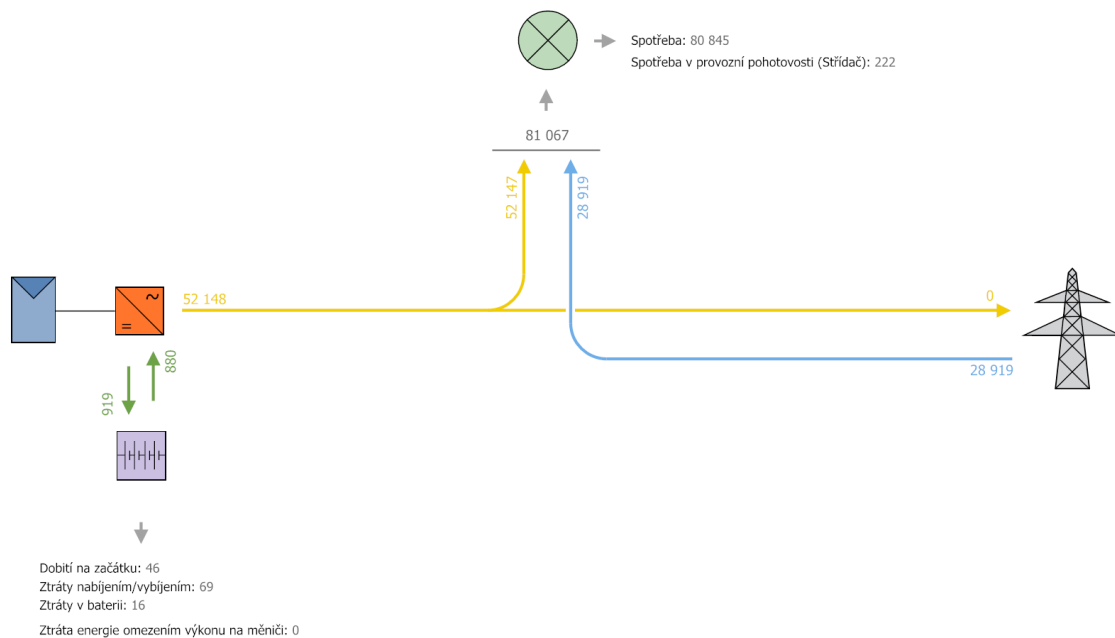 Spotřeba: 80 845
Spotřeba v provozní pohotovosti (Střídač): 222
81 067
52 147
28 919
52 148
0
28 919
919
880
Dobití na začátku: 46
Ztráty nabíjením/vybíjením: 69
Ztráty v baterii: 16
Ztráta energie omezením výkonu na měniči: 0